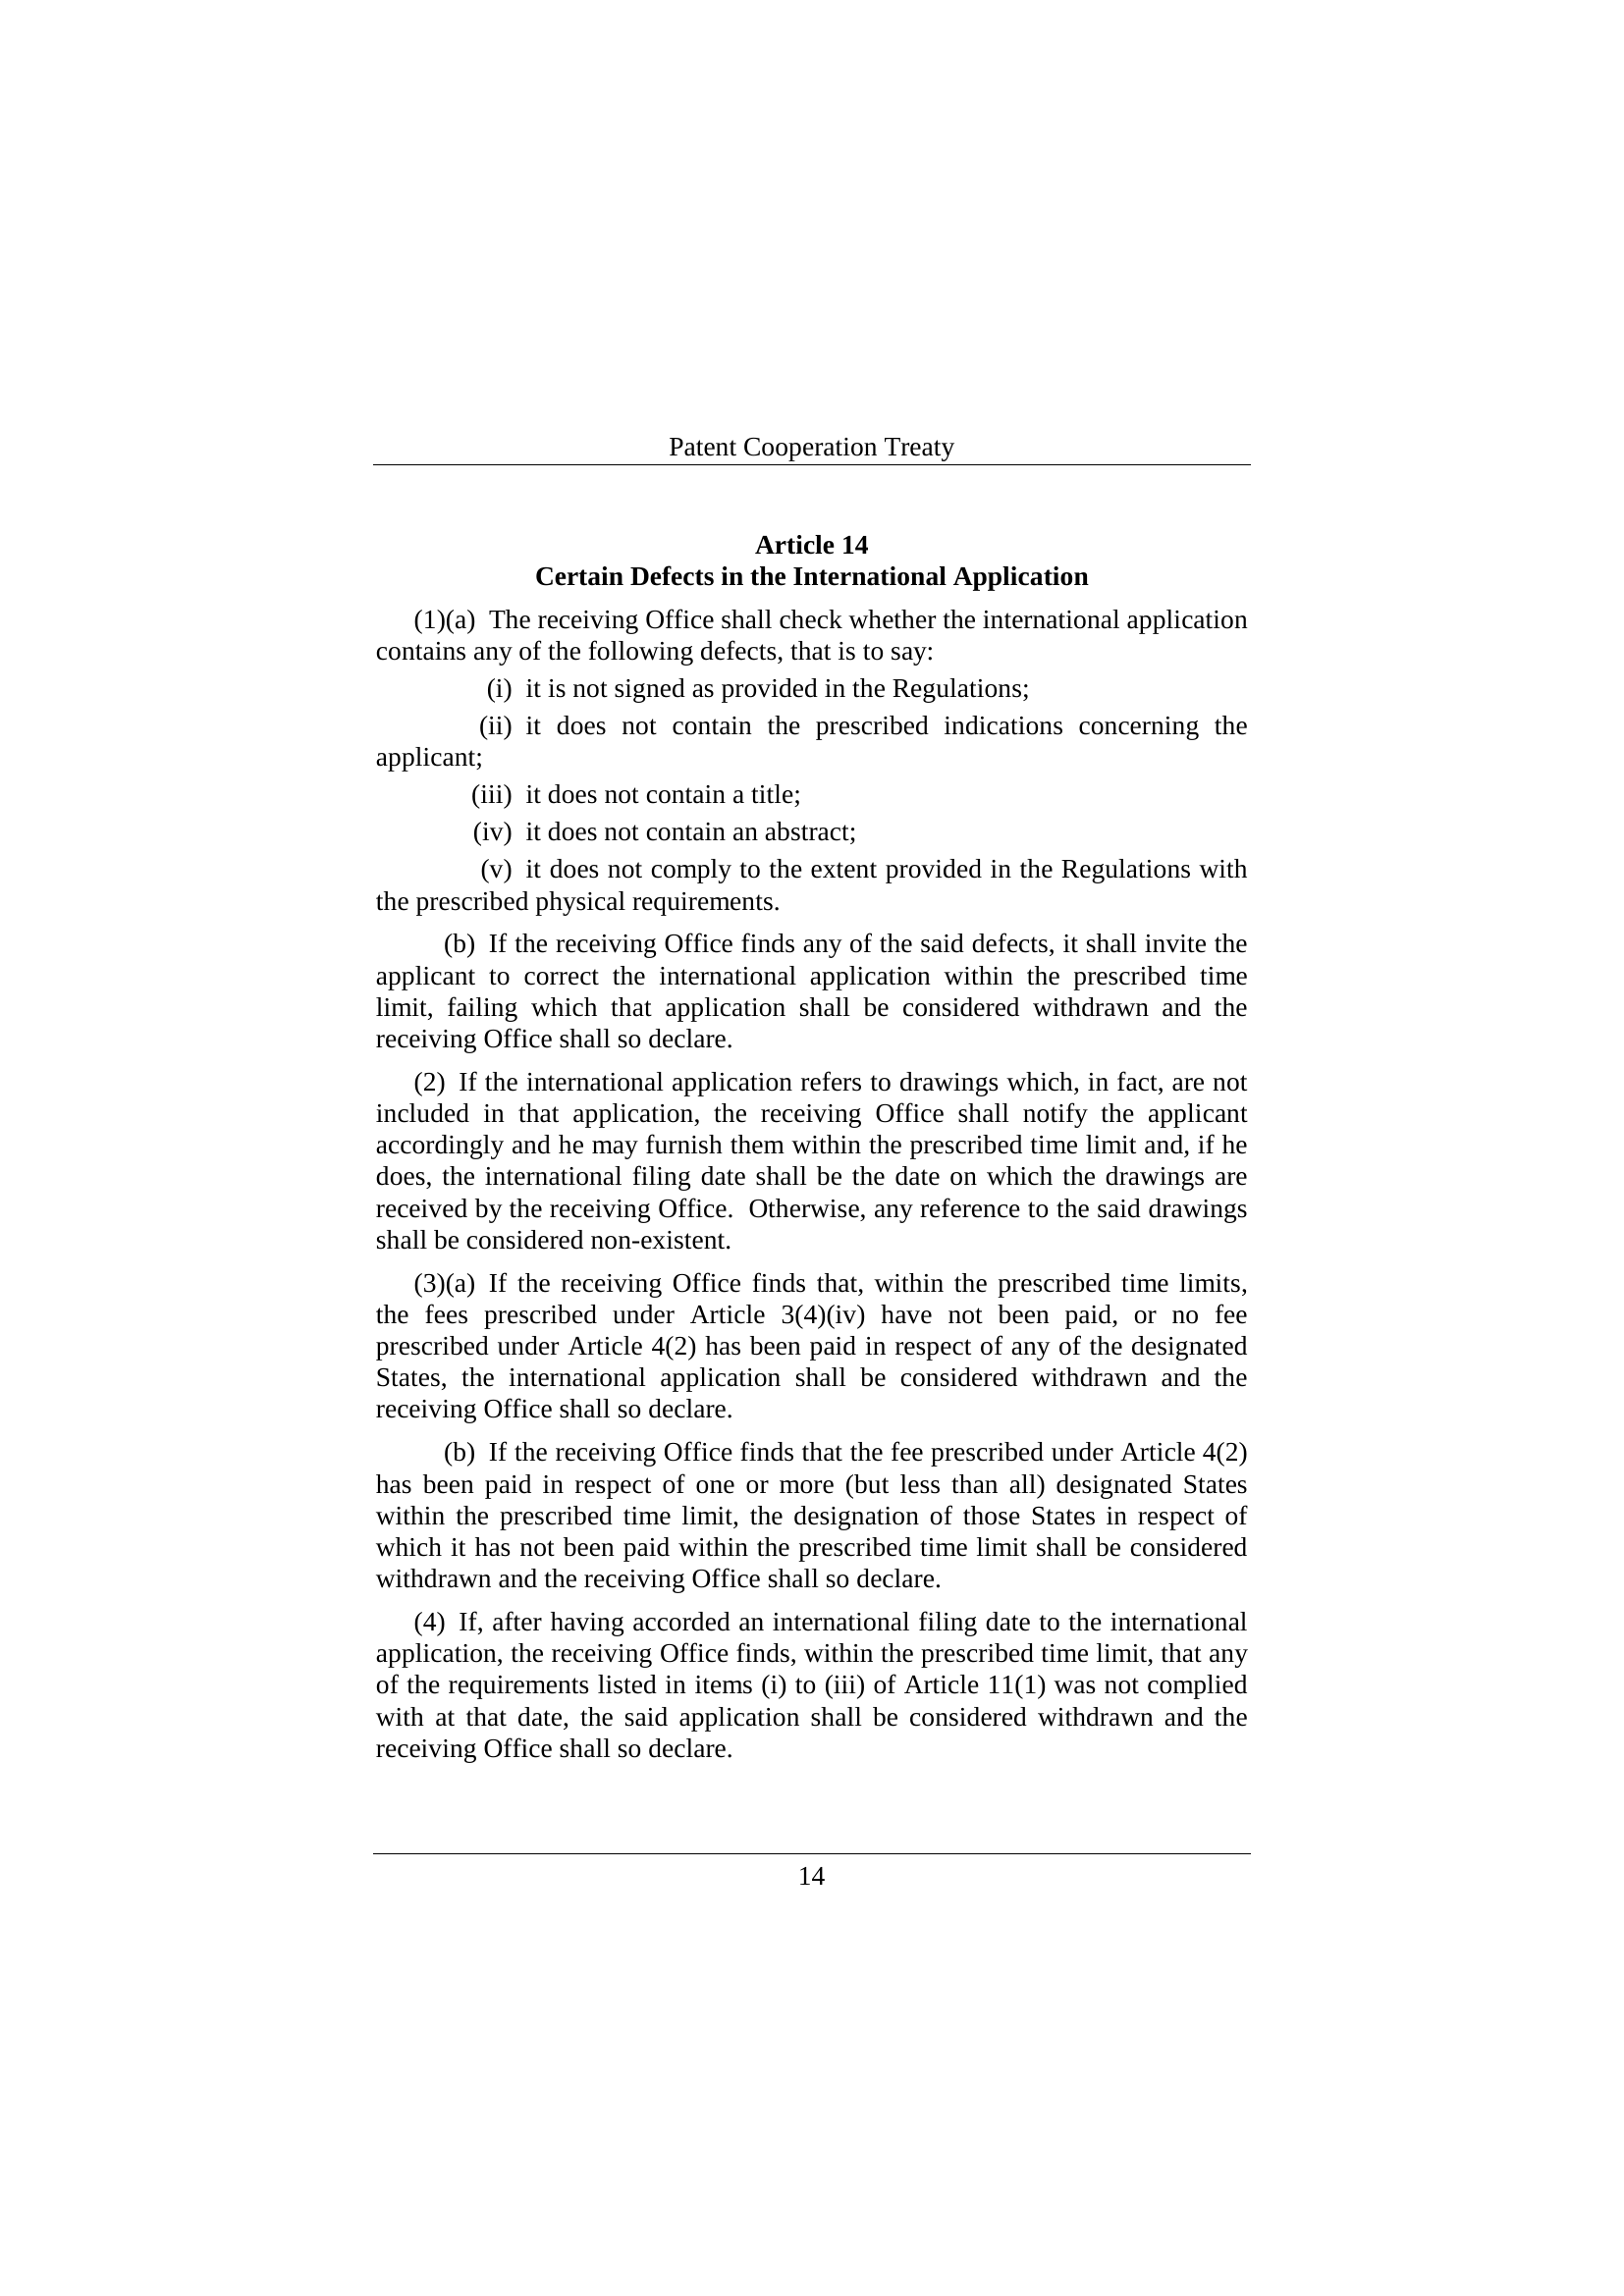 Patent Cooperation Treaty
Article 14
Certain Defects in the International Application
(1)(a) The receiving Office shall check whether the international application
contains any of the following defects, that is to say:
(i) it is not signed as provided in the Regulations;
(ii) it does not contain the prescribed indications concerning the
applicant;
(iii) it does not contain a title;
(iv) it does not contain an abstract;
(v) it does not comply to the extent provided in the Regulations with
the prescribed physical requirements.
(b) If the receiving Office finds any of the said defects, it shall invite the
applicant to correct the international application within the prescribed time
limit, failing which that application shall be considered withdrawn and the
receiving Office shall so declare.
(2) If the international application refers to drawings which, in fact, are not
included in that application, the receiving Office shall notify the applicant
accordingly and he may furnish them within the prescribed time limit and, if he
does, the international filing date shall be the date on which the drawings are
received by the receiving Office. Otherwise, any reference to the said drawings
shall be considered non-existent.
(3)(a) If the receiving Office finds that, within the prescribed time limits,
the fees prescribed under Article 3(4)(iv) have not been paid, or no fee
prescribed under Article 4(2) has been paid in respect of any of the designated
States, the international application shall be considered withdrawn and the
receiving Office shall so declare.
(b) If the receiving Office finds that the fee prescribed under Article 4(2)
has been paid in respect of one or more (but less than all) designated States
within the prescribed time limit, the designation of those States in respect of
which it has not been paid within the prescribed time limit shall be considered
withdrawn and the receiving Office shall so declare.
(4) If, after having accorded an international filing date to the international
application, the receiving Office finds, within the prescribed time limit, that any
of the requirements listed in items (i) to (iii) of Article 11(1) was not complied
with at that date, the said application shall be considered withdrawn and the
receiving Office shall so declare.
14